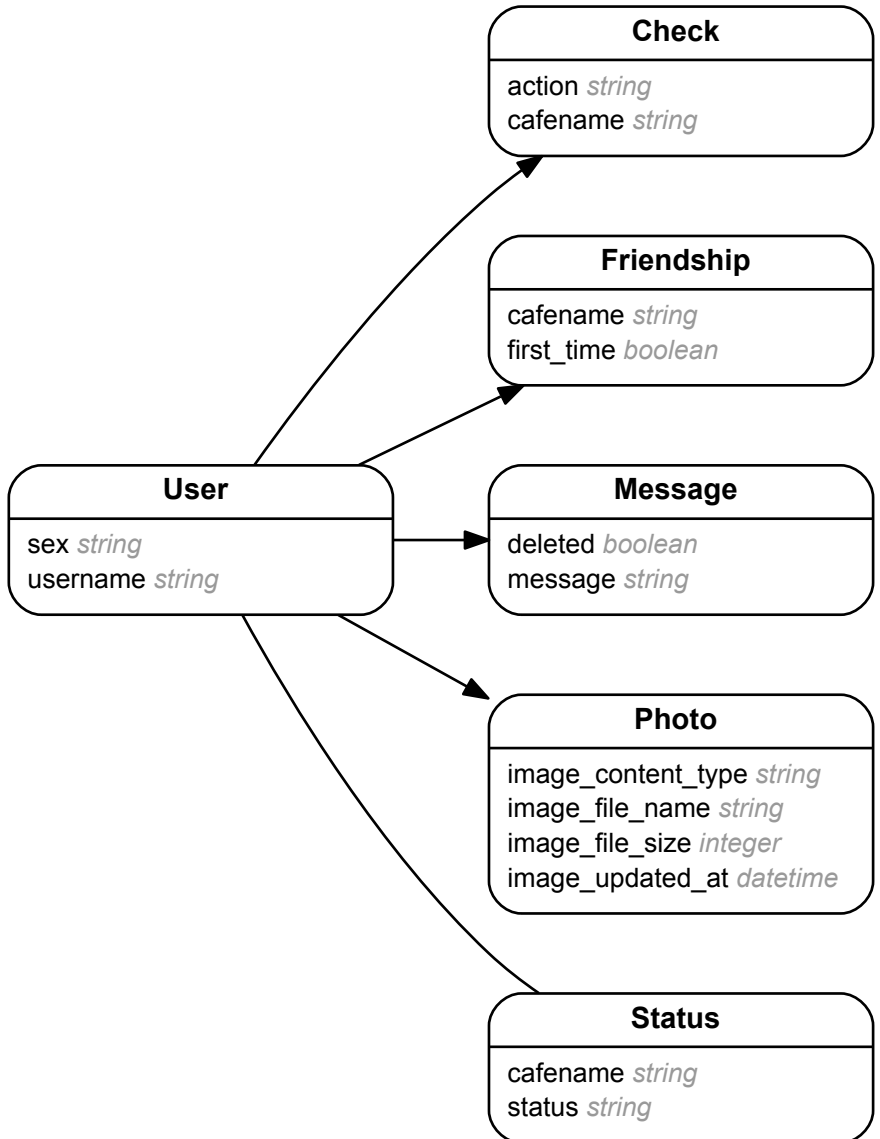 Check
action string
cafename string
Friendship
cafename string
first_time boolean
User
sex string
username string
Message
deleted boolean
message string
Photo
image_content_type string
image_file_name string
image_file_size integer
image_updated_at datetime
Status
cafename string
status string